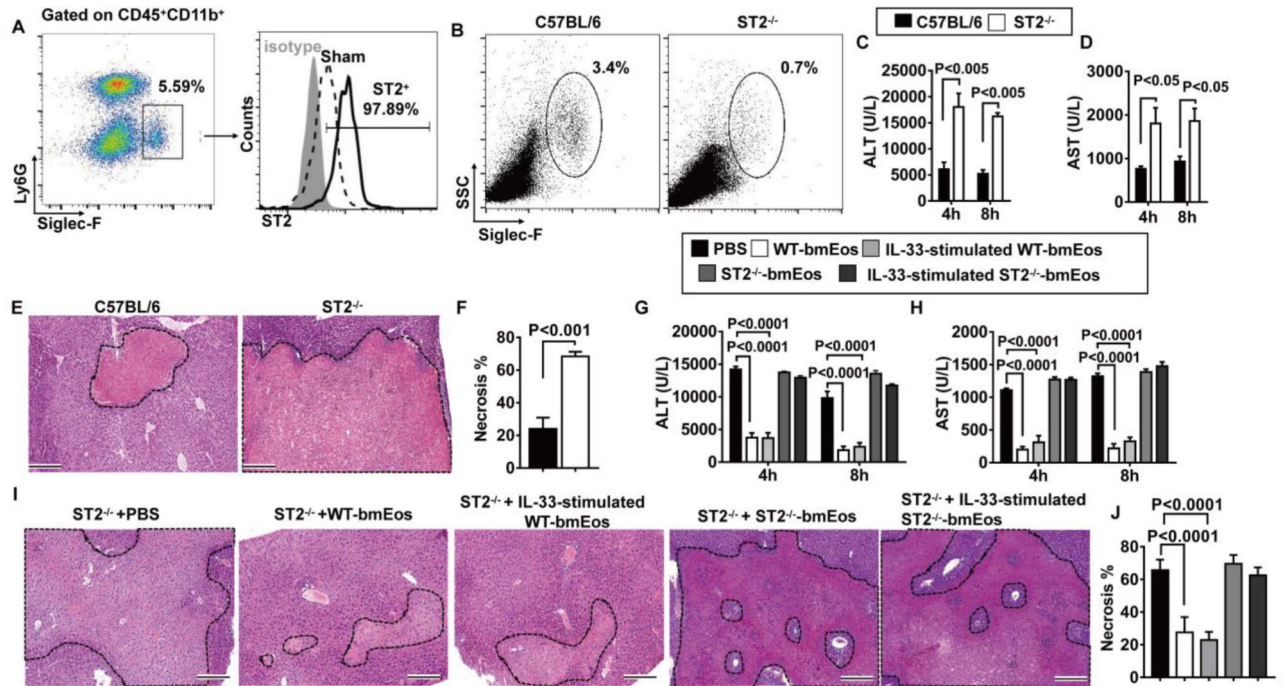 Gated on CD45⁺CD11b⁺
A
5.59%
Ly6G
Siglec-F
isotype
Sham
ST2⁺
97.89%
Counts
ST2
B
C57BL/6
ST2⁻/⁻
3.4%
0.7%
SSC
Siglec-F
C57BL/6 ST2⁻/⁻
C
25000
20000
15000
10000
5000
0
ALT (U/L)
P<0.005
P<0.005
4h 8h
D
3000
2000
1000
0
AST (U/L)
P<0.05
P<0.05
4h 8h
PBS WT-bmEos IL-33-stimulated WT-bmEos
ST2⁻/⁻-bmEos IL-33-stimulated ST2⁻/⁻-bmEos
E
C57BL/6
ST2⁻/⁻
F
80
60
40
20
0
Necrosis %
P<0.001
G
20000
15000
10000
5000
0
ALT (U/L)
P<0.0001
P<0.0001
P<0.0001
P<0.0001
4h 8h
H
2000
1500
1000
500
0
AST (U/L)
P<0.0001
P<0.0001
P<0.0001
P<0.0001
4h 8h
I
ST2⁻/⁻ +PBS
ST2⁻/⁻ +WT-bmEos
ST2⁻/⁻ + IL-33-stimulated
WT-bmEos
ST2⁻/⁻ + ST2⁻/⁻-bmEos
ST2⁻/⁻ + IL-33-stimulated
ST2⁻/⁻-bmEos
J
80
60
40
20
0
Necrosis %
P<0.0001
P<0.0001